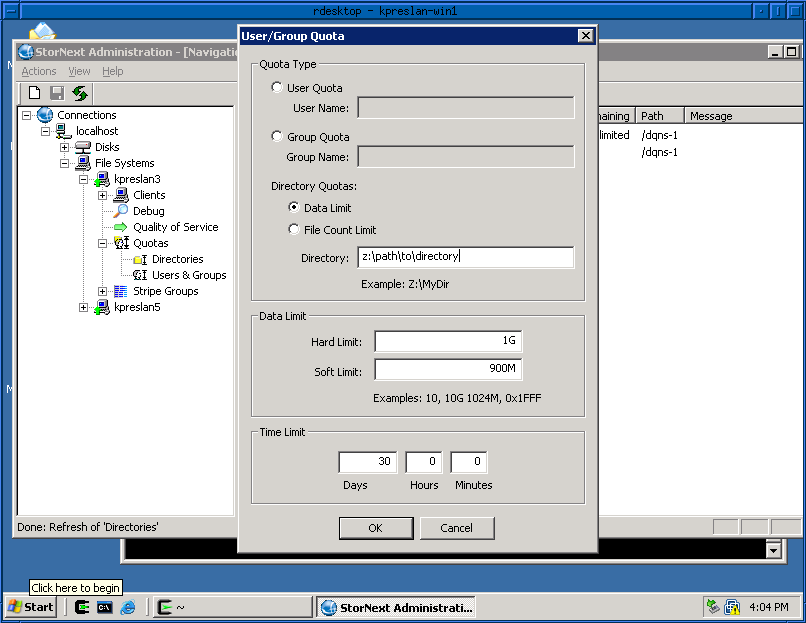 rdesktop - kpreslan-win1
StorNext Administration - [Navigatio
Actions View Help
Connections
localhost
Disks
File Systems
kpreslan3
Clients
Debug
Quality of Service
Quotas
Directories
Users & Groups
Stripe Groups
kpreslan5
User/Group Quota
Quota Type
User Quota
User Name:
Group Quota
Group Name:
Directory Quotas:
Data Limit
File Count Limit
Directory: z:\path\to\directory
Example: Z:\MyDir
Data Limit
Hard Limit: 1G
Soft Limit: 900M
Examples: 10, 10G 1024M, 0x1FFF
Time Limit
30 0 0
Days Hours Minutes
OK Cancel
naining Path Message
limited /dqns-1
/dqns-1
Done: Refresh of 'Directories'
Click here to begin
Start C:\ ~ StorNext Administrati... 4:04 PM